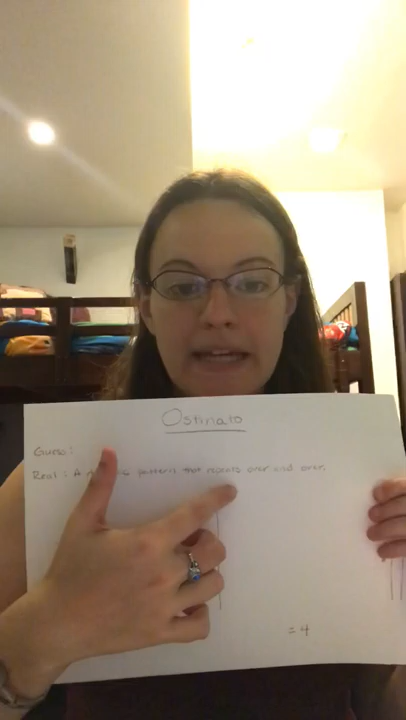 Ostinato
Guess:
Real: A pattern that repeats over and over.
= 4